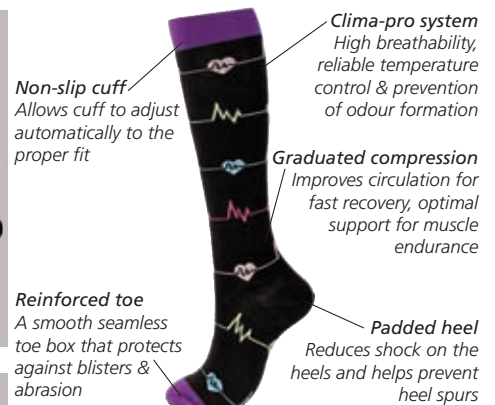 Non-slip cuff
Allows cuff to adjust
automatically to the
proper fit
Clima-pro system
High breathability,
reliable temperature
control & prevention
of odour formation
Graduated compression
Improves circulation for
fast recovery, optimal
support for muscle
endurance
Reinforced toe
A smooth seamless
toe box that protects
against blisters &
abrasion
Padded heel
Reduces shock on the
heels and helps prevent
heel spurs